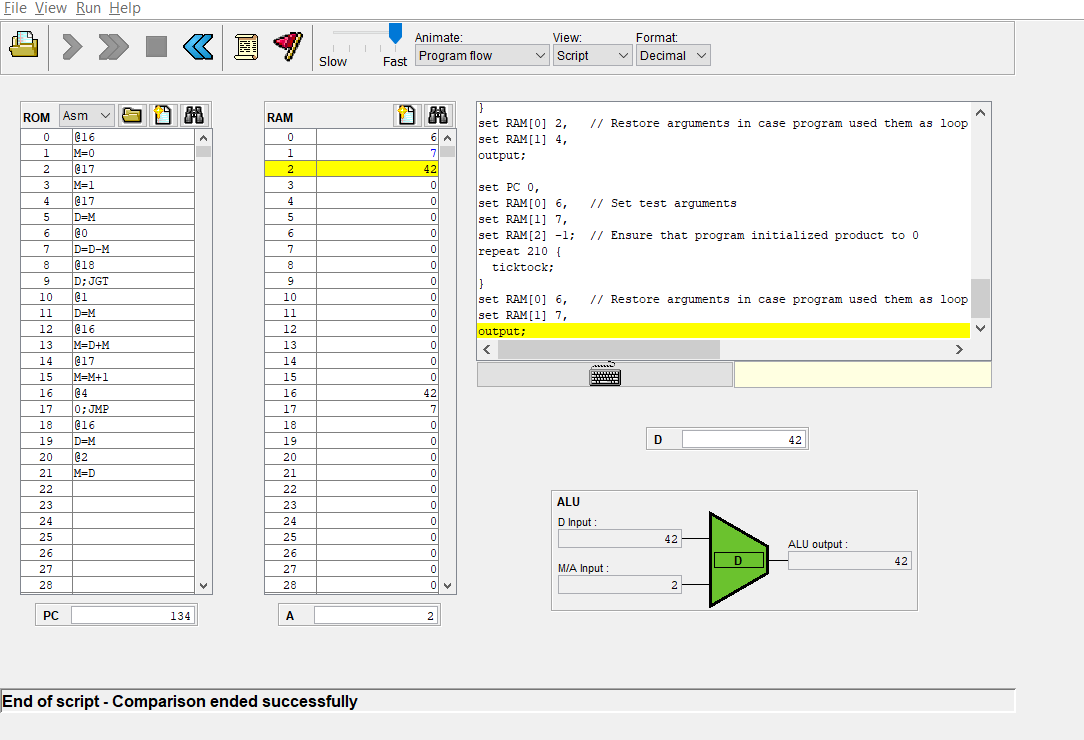 File View Run Help
Slow Fast
Animate:
Program flow
View:
Script
Format:
Decimal
ROM Asm
0 @16
1 M=0
2 @17
3 M=1
4 @17
5 D=M
6 @0
7 D=D-M
8 @18
9 D;JGT
10 @1
11 D=M
12 @16
13 M=D+M
14 @17
15 M=M+1
16 @4
17 0;JMP
18 @16
19 D=M
20 @2
21 M=D
22
23
24
25
26
27
28
PC 134
RAM
0 6
1 7
2 42
3 0
4 0
5 0
6 0
7 0
8 0
9 0
10 0
11 0
12 0
13 0
14 0
15 0
16 42
17 7
18 0
19 0
20 0
21 0
22 0
23 0
24 0
25 0
26 0
27 0
28 0
A 2
}
set RAM[0] 2,   // Restore arguments in case program used them as loop
set RAM[1] 4,
output;
set PC 0,
set RAM[0] 6,   // Set test arguments
set RAM[1] 7,
set RAM[2] -1;  // Ensure that program initialized product to 0
repeat 210 {
ticktock;
}
set RAM[0] 6,   // Restore arguments in case program used them as loop
set RAM[1] 7,
output;
D 42
ALU
D Input :
42
M/A Input :
2
D
ALU output :
42
End of script - Comparison ended successfully